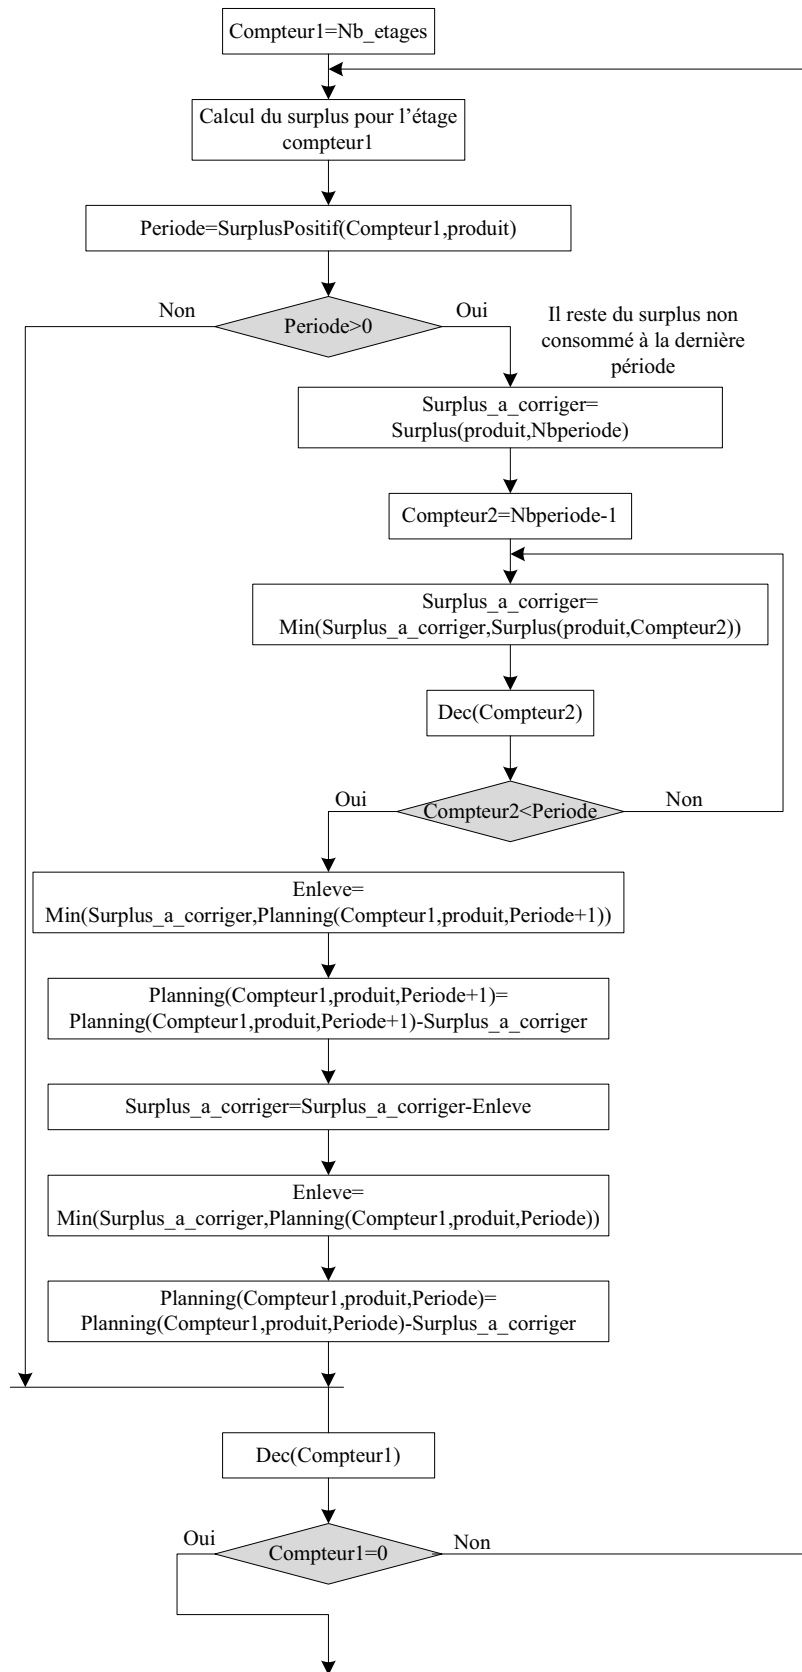 Compteur1=Nb_etages
Calcul du surplus pour l'étage
compteur1
Periode=SurplusPositif(Compteur1,produit)
Non
Periode>0
Oui
Il reste du surplus non
consommé à la dernière
période
Surplus_a_corriger=
Surplus(produit,Nbperiode)
Compteur2=Nbperiode-1
Surplus_a_corriger=
Min(Surplus_a_corriger,Surplus(produit,Compteur2))
Dec(Compteur2)
Oui
Compteur2<Periode
Non
Enleve=
Min(Surplus_a_corriger,Planning(Compteur1,produit,Periode+1))
Planning(Compteur1,produit,Periode+1)=
Planning(Compteur1,produit,Periode+1)-Surplus_a_corriger
Surplus_a_corriger=Surplus_a_corriger-Enleve
Enleve=
Min(Surplus_a_corriger,Planning(Compteur1,produit,Periode))
Planning(Compteur1,produit,Periode)=
Planning(Compteur1,produit,Periode)-Surplus_a_corriger
Dec(Compteur1)
Oui
Compteur1=0
Non